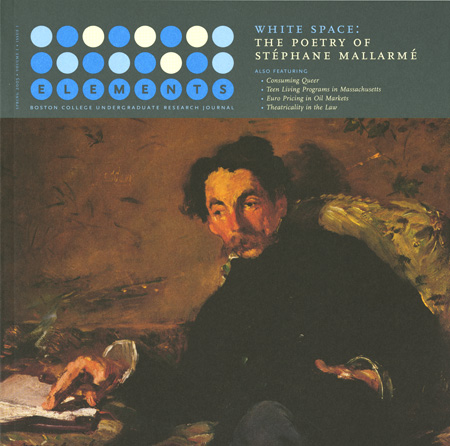 WHITE SPACE:
THE POETRY OF
STÉPHANE MALLARMÉ
ALSO FEATURING
• Consuming Queer
• Teen Living Programs in Massachusetts
• Euro Pricing in Oil Markets
• Theatricality in the Law
ELEMENTS
BOSTON COLLEGE UNDERGRADUATE RESEARCH JOURNAL